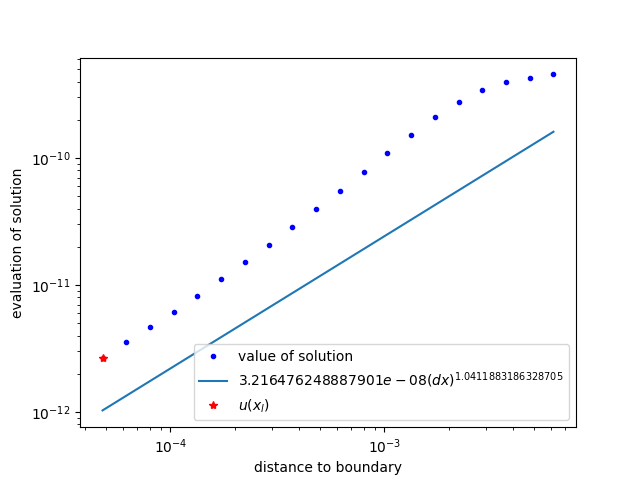 10⁻¹⁰
10⁻¹¹
10⁻¹²
evaluation of solution
value of solution
3.216476248887901e − 08(dx)¹·⁰⁴¹¹⁸⁸³¹⁸⁶³²⁸⁷⁰⁵
u(x_l)
10⁻⁴
10⁻³
distance to boundary